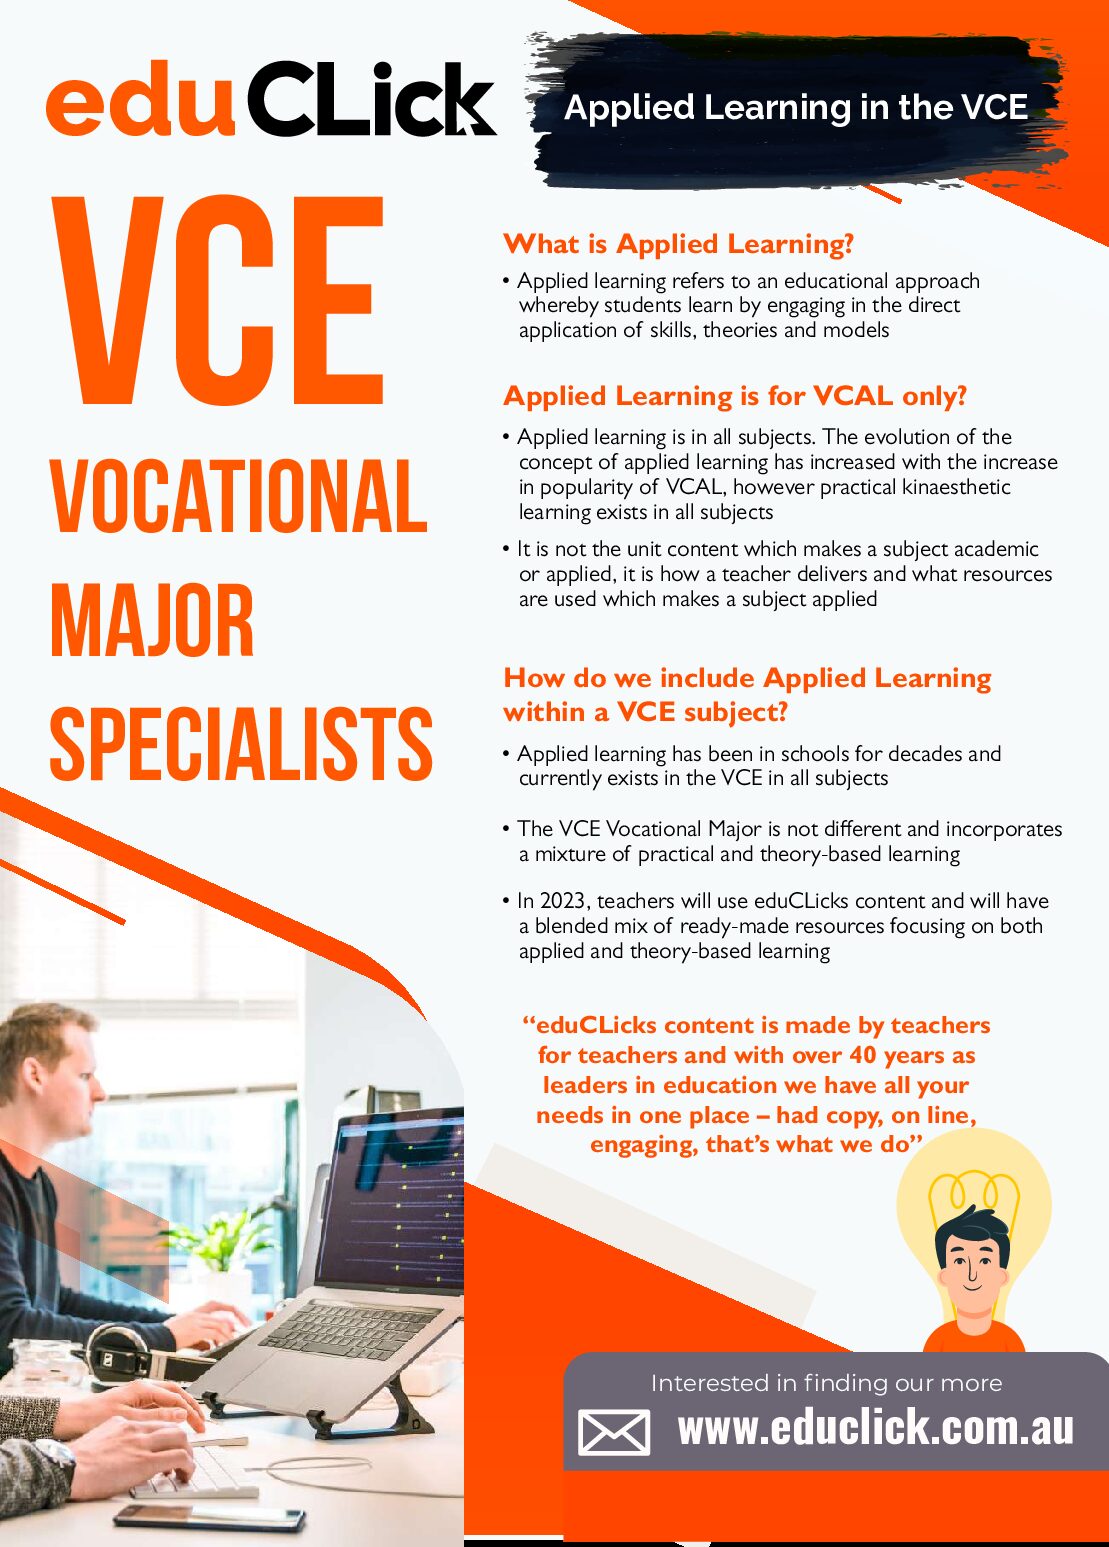 eduCLick
Applied Learning in the VCE
VCE
VOCATIONAL
MAJOR
SPECIALISTS
What is Applied Learning?
• Applied learning refers to an educational approach
whereby students learn by engaging in the direct
application of skills, theories and models
Applied Learning is for VCAL only?
• Applied learning is in all subjects. The evolution of the
concept of applied learning has increased with the increase
in popularity of VCAL, however practical kinaesthetic
learning exists in all subjects
• It is not the unit content which makes a subject academic
or applied, it is how a teacher delivers and what resources
are used which makes a subject applied
How do we include Applied Learning
within a VCE subject?
• Applied learning has been in schools for decades and
currently exists in the VCE in all subjects
• The VCE Vocational Major is not different and incorporates
a mixture of practical and theory-based learning
• In 2023, teachers will use eduCLicks content and will have
a blended mix of ready-made resources focusing on both
applied and theory-based learning
“eduCLicks content is made by teachers
for teachers and with over 40 years as
leaders in education we have all your
needs in one place – had copy, on line,
engaging, that’s what we do”
Interested in finding our more
www.educlick.com.au